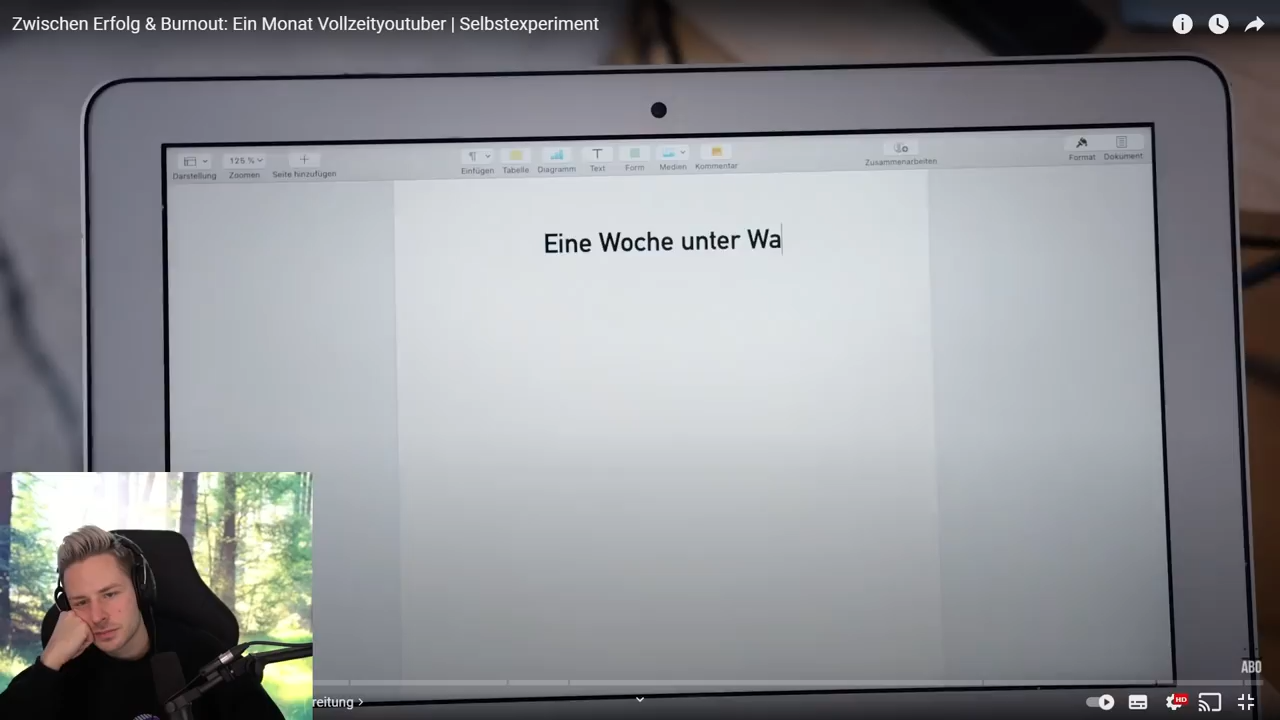 Zwischen Erfolg & Burnout: Ein Monat Vollzeityoutuber | Selbstexperiment
Darstellung
125 %
Zoomen
Seite hinzufügen
Einfügen
Tabelle
Diagramm
Text
Form
Medien
Kommentar
Zusammenarbeiten
Format
Dokument
Eine Woche unter Wa
ABO
reitung
HD